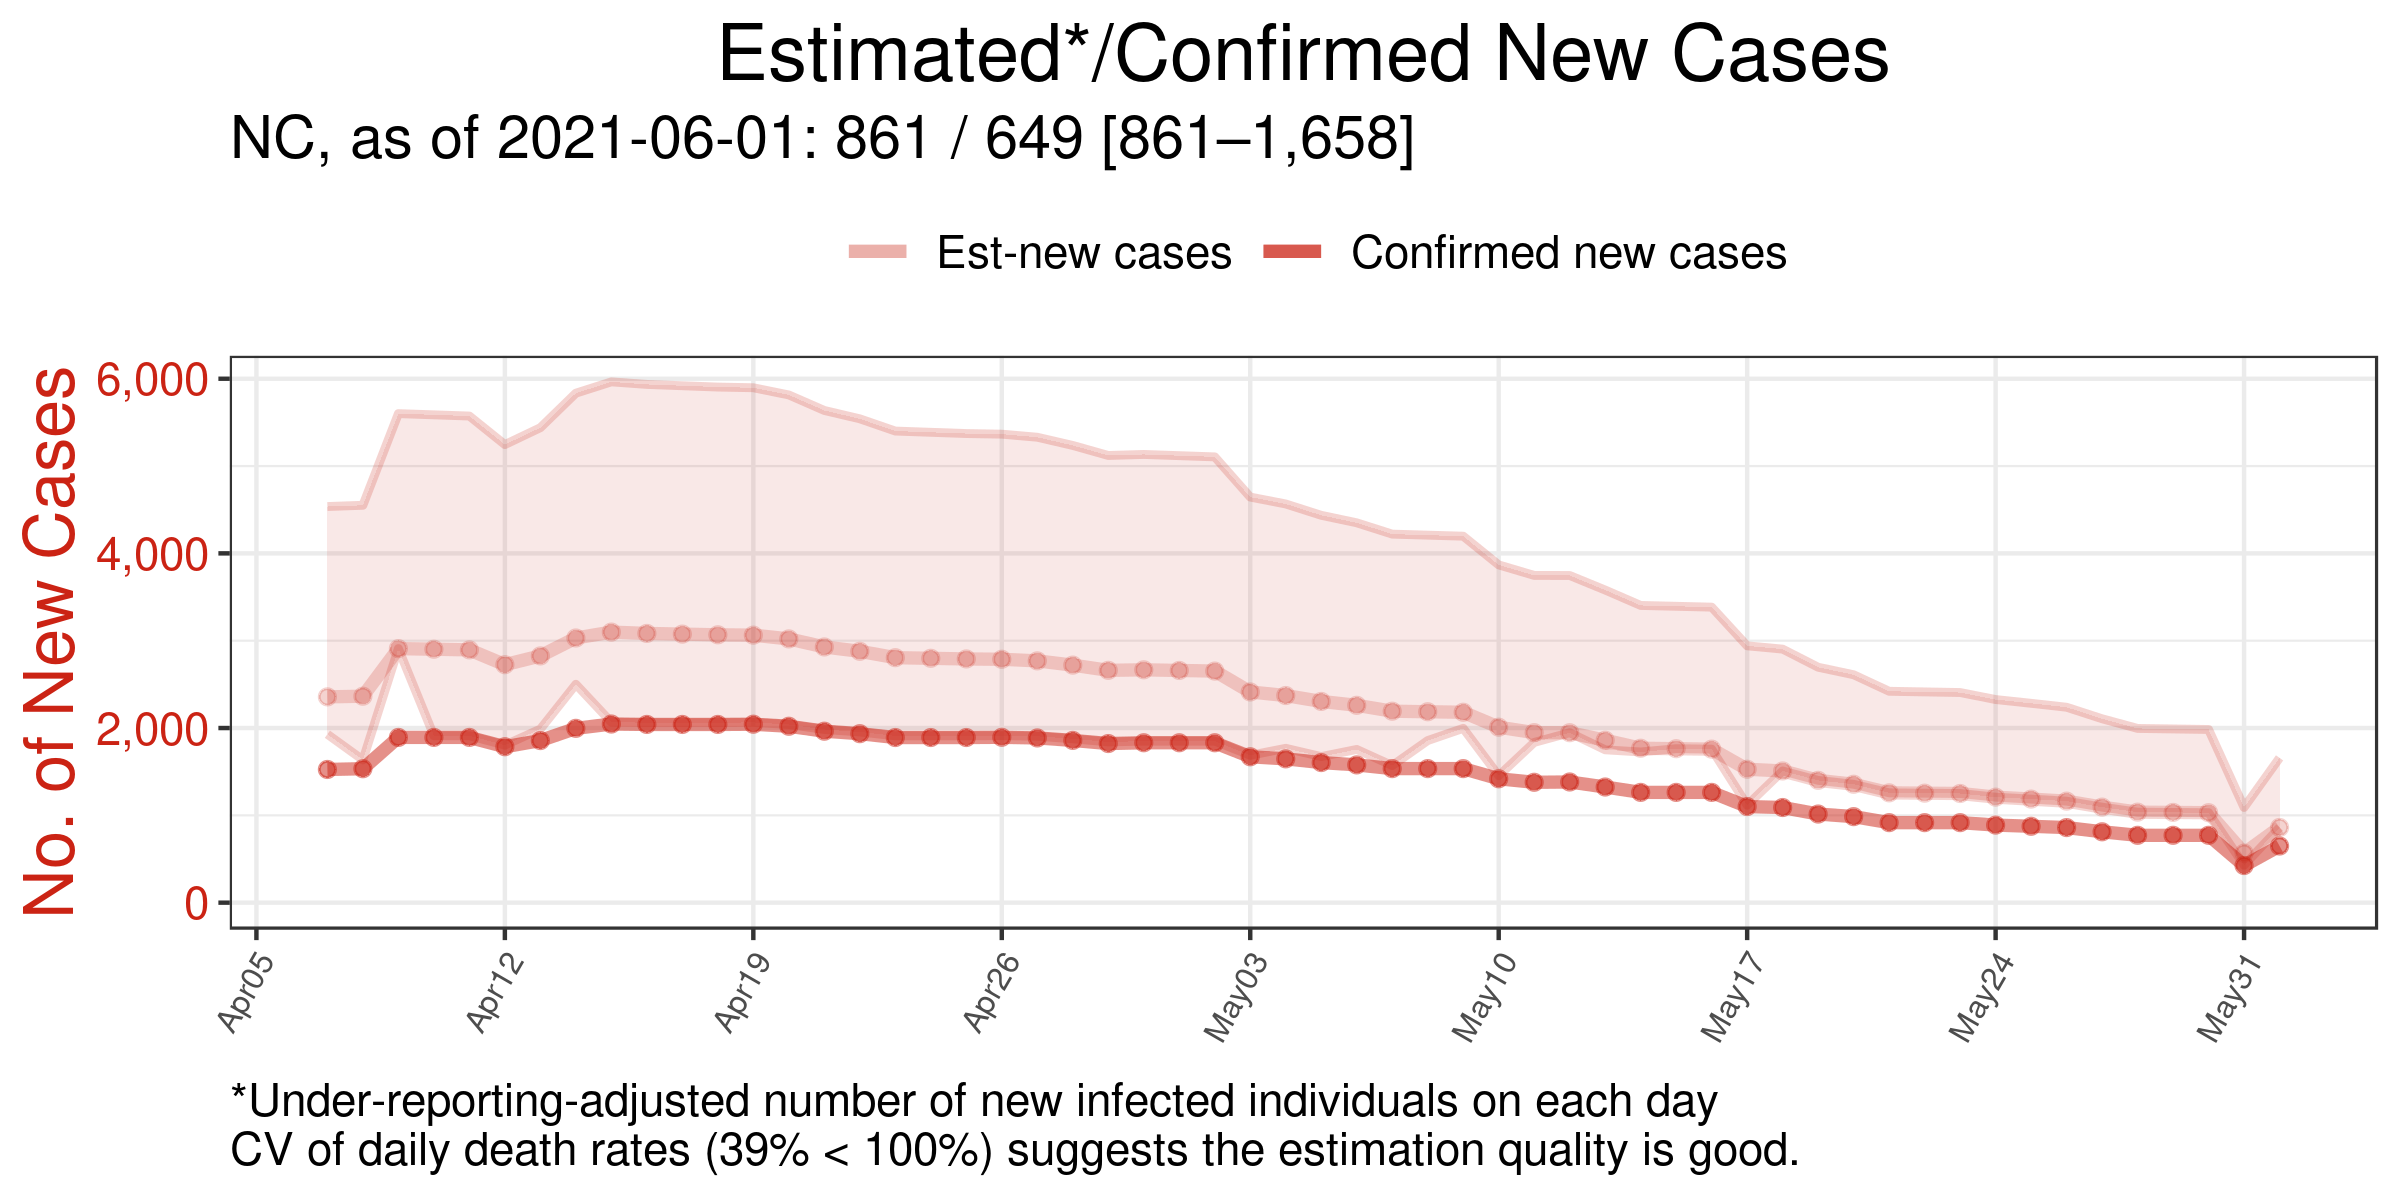 Estimated*/Confirmed New Cases
NC, as of 2021-06-01: 861 / 649 [861–1,658]
Est-new cases
Confirmed new cases
No. of New Cases
6,000
4,000
2,000
0
Apr05
Apr12
Apr19
Apr26
May03
May10
May17
May24
May31
*Under-reporting-adjusted number of new infected individuals on each day
CV of daily death rates (39% < 100%) suggests the estimation quality is good.